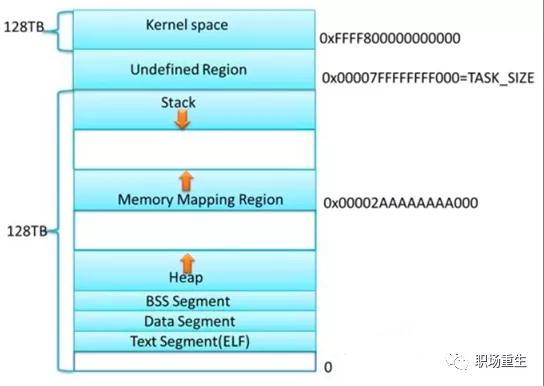 128TB
Kernel space
0xFFFF800000000000
Undefined Region
0x00007FFFFFFFF000=TASK_SIZE
Stack
Memory Mapping Region
0x00002AAAAAAAA000
128TB
Heap
BSS Segment
Data Segment
Text Segment(ELF)
0
职场重生